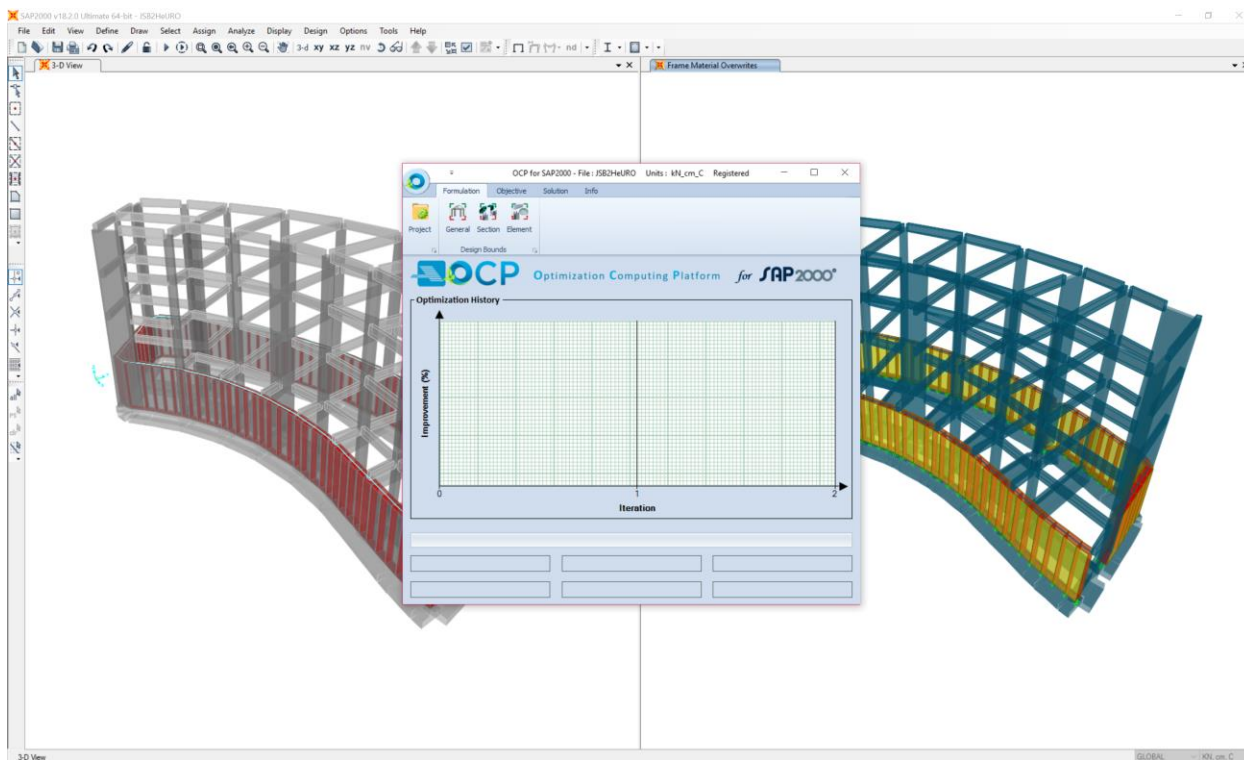 SAP2000 v18.2.0 Ultimate 64-bit - JSB2HeURO
File Edit View Define Draw Select Assign Analyze Display Design Options Tools Help
3-d xy xz yz nv
nd
3-D View
Frame Material Overwrites
OCP for SAP2000 - File : JSB2HeURO Units : kN_cm_C Registered
Formulation Objective Solution Info
Project General Section Element
Design Bounds
OCP Optimization Computing Platform for SAP2000®
Optimization History
Improvement (%)
0 1 2
Iteration
3-D View
GLOBAL KN, cm, C